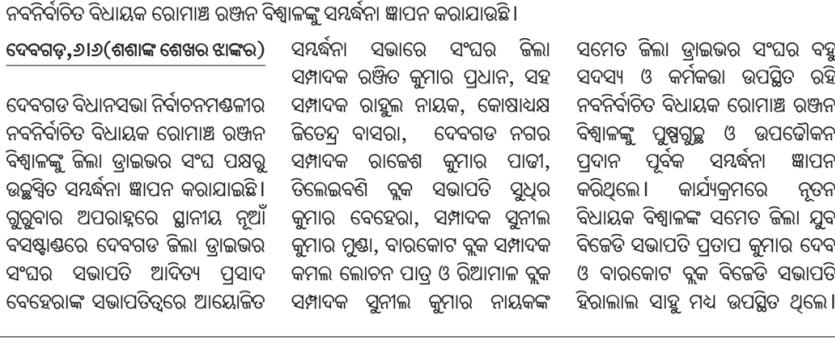 ନବନିର୍ବାଚିତ ବିଧାୟକ ରୋମାଞ୍ଚ ରଞ୍ଜନ ବିଶ୍ଵାଳଙ୍କୁ ସମ୍ବର୍ଦ୍ଧନା ଜ୍ଞାପନ କରାଯାଉଛି।
ଦେବଗଡ଼,୬।୬(ଶଶାଙ୍କ ଶେଖର ଝାଙ୍କର)
ଦେବଗଡ ବିଧାନସଭା ନିର୍ବାଚନମଣ୍ଡଳୀର
ନବନିର୍ବାଚିତ ବିଧାୟକ ରୋମାଞ୍ଚ ରଞ୍ଜନ
ବିଶ୍ଵାଳଙ୍କୁ ଜିଲା ଡ୍ରାଇଭର ସଂଘ ପକ୍ଷରୁ
ଉଚ୍ଛ୍ୱସିତ ସମ୍ବର୍ଦ୍ଧନା ଜ୍ଞାପନ କରାଯାଇଛି।
ଗୁରୁବାର ଅପରାହ୍ନରେ ସ୍ଥାନୀୟ ନୂଆଁ
ବସଷ୍ଟାଣ୍ଡରେ ଦେବଗଡ ଜିଲା ଡ୍ରାଇଭର
ସଂଘର ସଭାପତି ଆଦିତ୍ୟ ପ୍ରସାଦ
ବେହେରାଙ୍କ ସଭାପତିତ୍ଵରେ ଆୟୋଜିତ
ସମ୍ବର୍ଦ୍ଧନା ସଭାରେ ସଂଘର ଜିଲା
ସମ୍ପାଦକ ରଞ୍ଜିତ କୁମାର ପ୍ରଧାନ, ସହ
ସମ୍ପାଦକ ରାହୁଲ ନାୟକ, କୋଷାଧ୍ୟକ୍ଷ
ଜିତେନ୍ଦ୍ର ବାସରା, ଦେବଗଡ ନଗର
ସମ୍ପାଦକ ରାଜେଶ କୁମାର ପାଢୀ,
ତିଲେଇବଣି ବ୍ଲକ ସଭାପତି ସୁଧିର
କୁମାର ବେହେରା, ସମ୍ପାଦକ ସୁନୀଲ
କୁମାର ମୁଣ୍ଡା, ବାରକୋଟ ବ୍ଲକ ସମ୍ପାଦକ
କମଲ ଲୋଚନ ପାତ୍ର ଓ ରିଆମାଳ ବ୍ଲକ
ସମ୍ପାଦକ ସୁନୀଲ କୁମାର ନାୟକଙ୍କ
ସମେତ ଜିଲା ଡ୍ରାଇଭର ସଂଘର ବହୁ
ସଦସ୍ୟ ଓ କର୍ମକର୍ତ୍ତା ଉପସ୍ଥିତ ରହି
ନବନିର୍ବାଚିତ ବିଧାୟକ ରୋମାଞ୍ଚ ରଞ୍ଜନ
ବିଶ୍ଵାଳଙ୍କୁ ପୁଷ୍ପଗୁଚ୍ଛ ଓ ଉପଢୌକନ
ପ୍ରଦାନ ପୂର୍ବକ ସମ୍ବର୍ଦ୍ଧନା ଜ୍ଞାପନ
କରିଥିଲେ। କାର୍ଯ୍ୟକ୍ରମରେ ନୂତନ
ବିଧାୟକ ବିଶ୍ଵାଳଙ୍କ ସମେତ ଜିଲା ଯୁବ
ବିଜେଡି ସଭାପତି ପ୍ରତାପ କୁମାର ଦେବ
ଓ ବାରକୋଟ ବ୍ଲକ ବିଜେଡି ସଭାପତି
ହିରାଲାଲ ସାହୁ ମଧ୍ୟ ଉପସ୍ଥିତ ଥିଲେ।